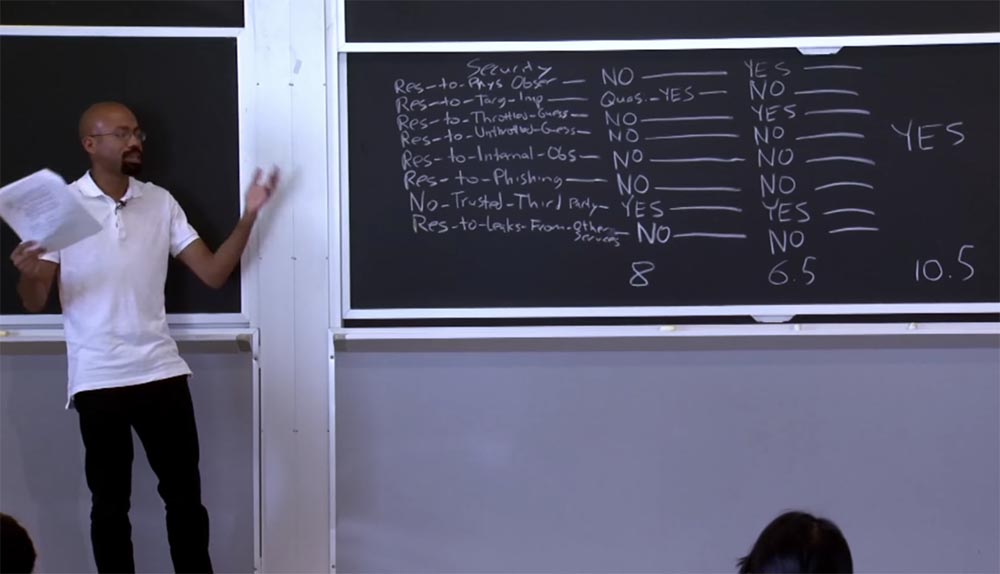 Security
Res-to-Phys Obser — NO — YES —
Res-to-Targ-Imp — Quas.-YES — NO —
Res-to-Throttled-Guess — NO — YES —
Res-to-Unthrottled-Guess — NO — NO —
YES
Res-to-Internal-Obs — NO — NO —
Res-to-Phishing — NO — NO —
No-Trusted-Third Party — YES — YES —
Res-to-Leaks-From-Other Services — NO — NO —
8 6.5 10.5